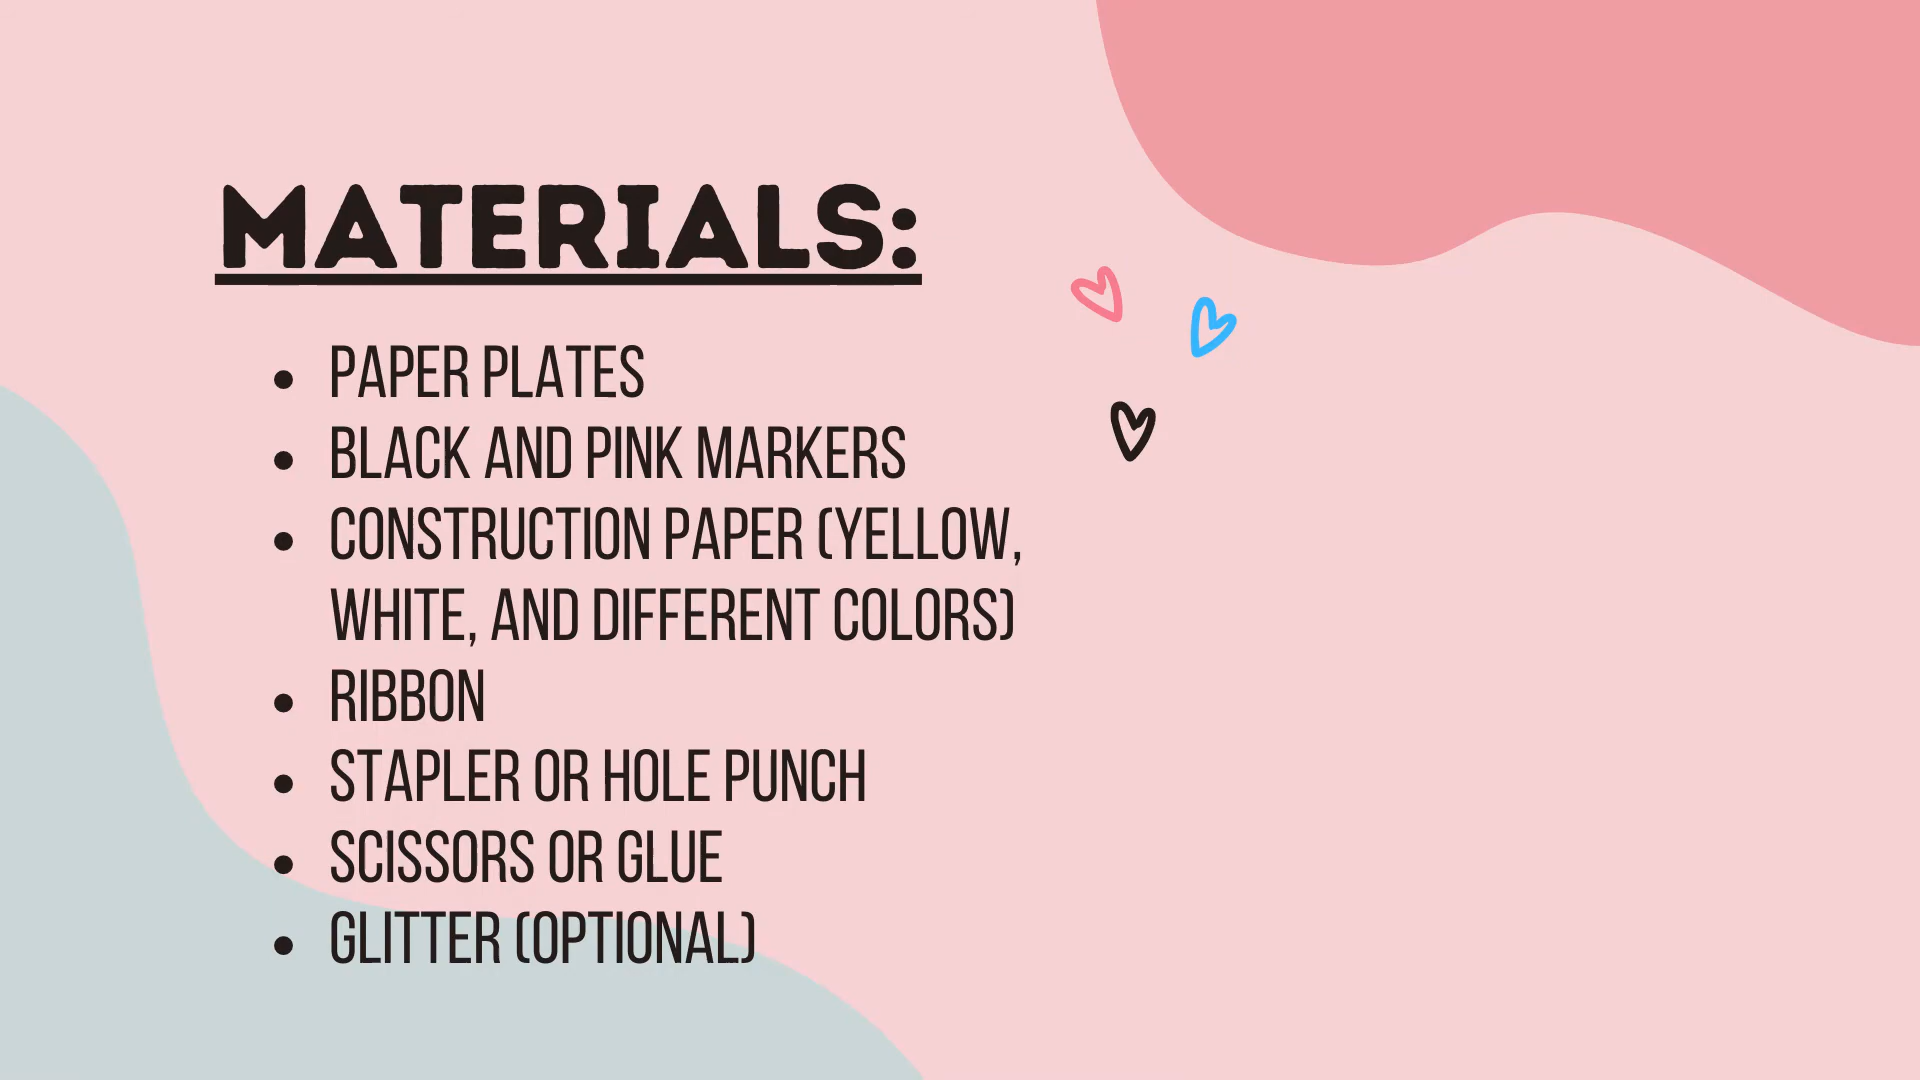 MATERIALS:
• PAPER PLATES
• BLACK AND PINK MARKERS
• CONSTRUCTION PAPER (YELLOW,
WHITE, AND DIFFERENT COLORS)
• RIBBON
• STAPLER OR HOLE PUNCH
• SCISSORS OR GLUE
• GLITTER (OPTIONAL)